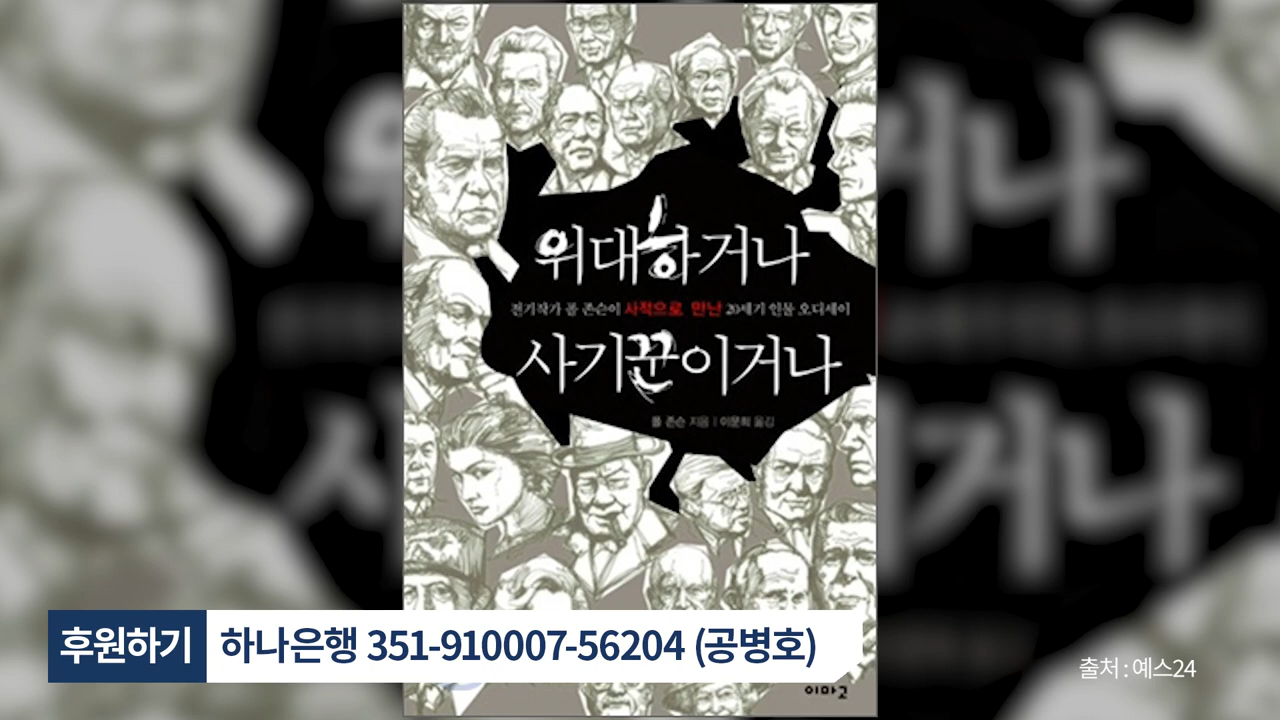 위대하거나
전기작가 폴 존슨이 사적으로 만난 20세기 인물 오디세이
사기꾼이거나
폴 존슨 지음 | 이문희 옮김
후원하기
하나은행 351-910007-56204 (공병호)
출처 : 예스24
이마고